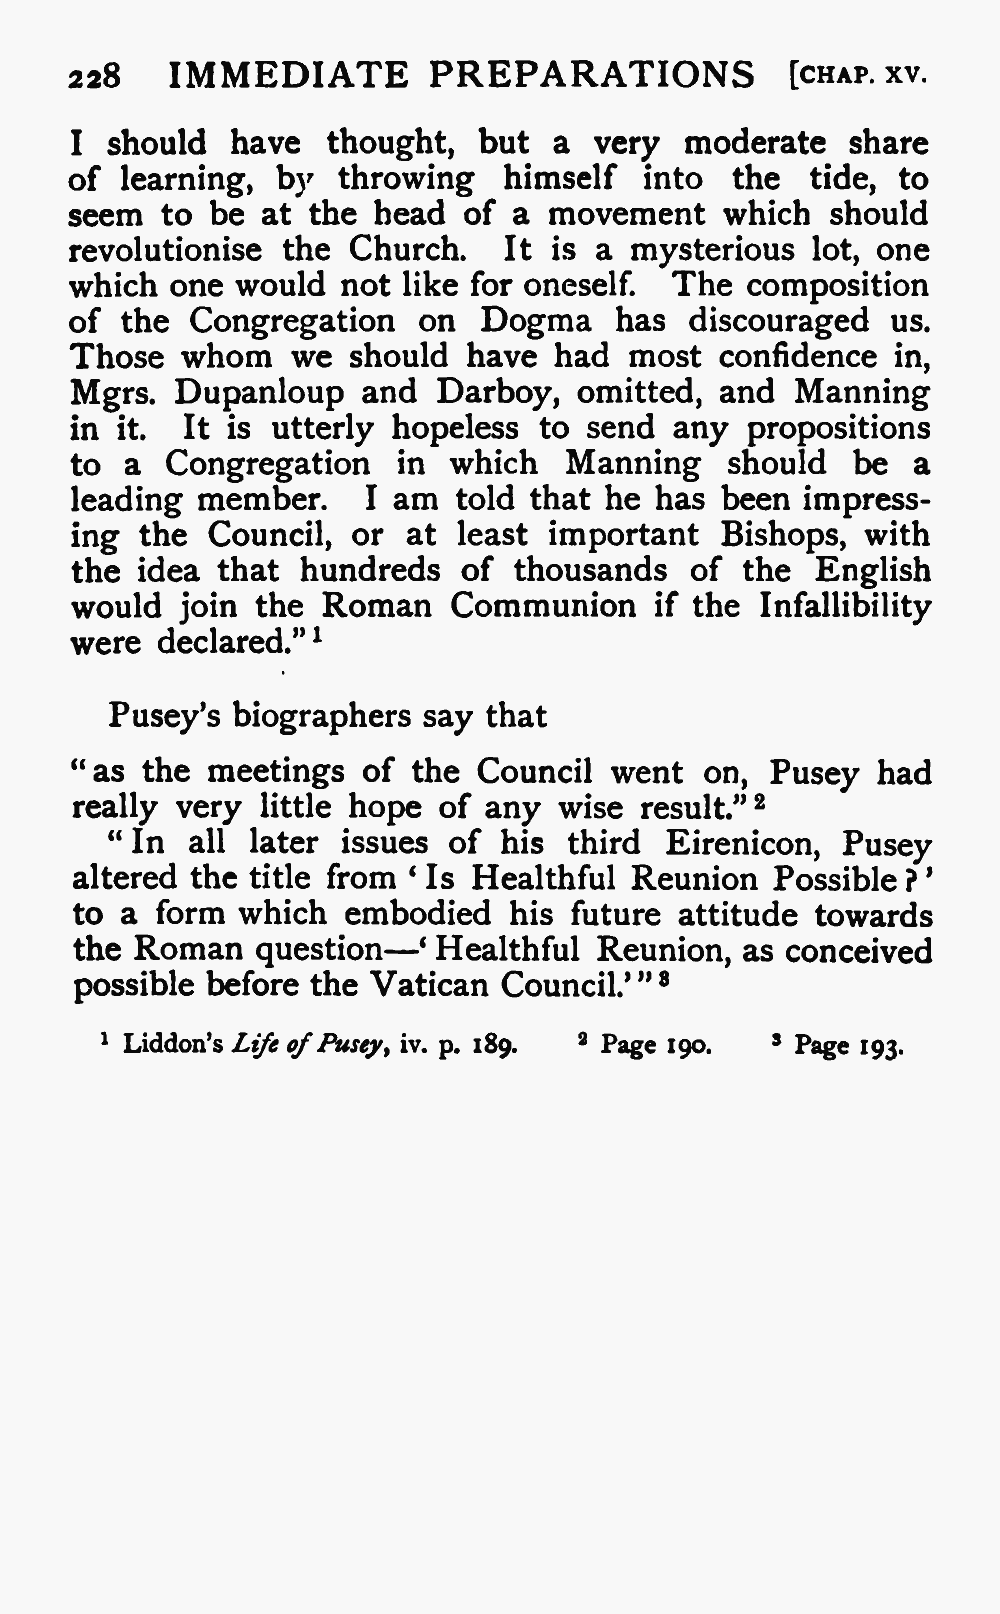 228 IMMEDIATE PREPARATIONS [CHAP. XV.
I should have thought, but a very moderate share
of learning, by throwing himself into the tide, to
seem to be at the head of a movement which should
revolutionise the Church. It is a mysterious lot, one
which one would not like for oneself. The composition
of the Congregation on Dogma has discouraged us.
Those whom we should have had most confidence in,
Mgrs. Dupanloup and Darboy, omitted, and Manning
in it. It is utterly hopeless to send any propositions
to a Congregation in which Manning should be a
leading member. I am told that he has been impress-
ing the Council, or at least important Bishops, with
the idea that hundreds of thousands of the English
would join the Roman Communion if the Infallibility
were declared.” ¹
Pusey’s biographers say that
“as the meetings of the Council went on, Pusey had
really very little hope of any wise result.” ²
“In all later issues of his third Eirenicon, Pusey
altered the title from ‘Is Healthful Reunion Possible?’
to a form which embodied his future attitude towards
the Roman question—‘Healthful Reunion, as conceived
possible before the Vatican Council.’” ³
¹ Liddon’s Life of Pusey, iv. p. 189. ² Page 190. ³ Page 193.